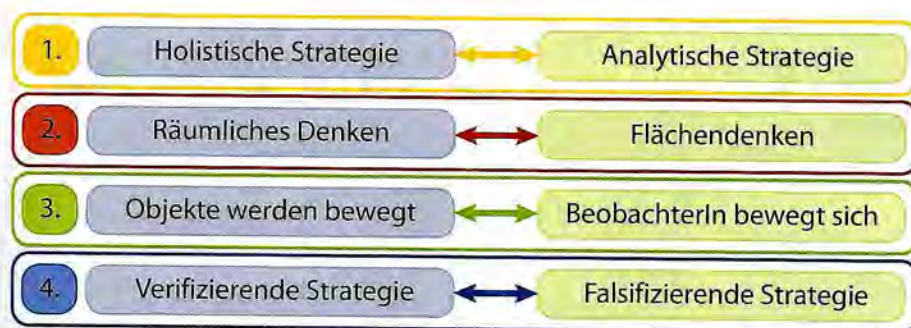 1. Holistische Strategie Analytische Strategie
2. Räumliches Denken Flächendenken
3. Objekte werden bewegt BeobachterIn bewegt sich
4. Verifizierende Strategie Falsifizierende Strategie